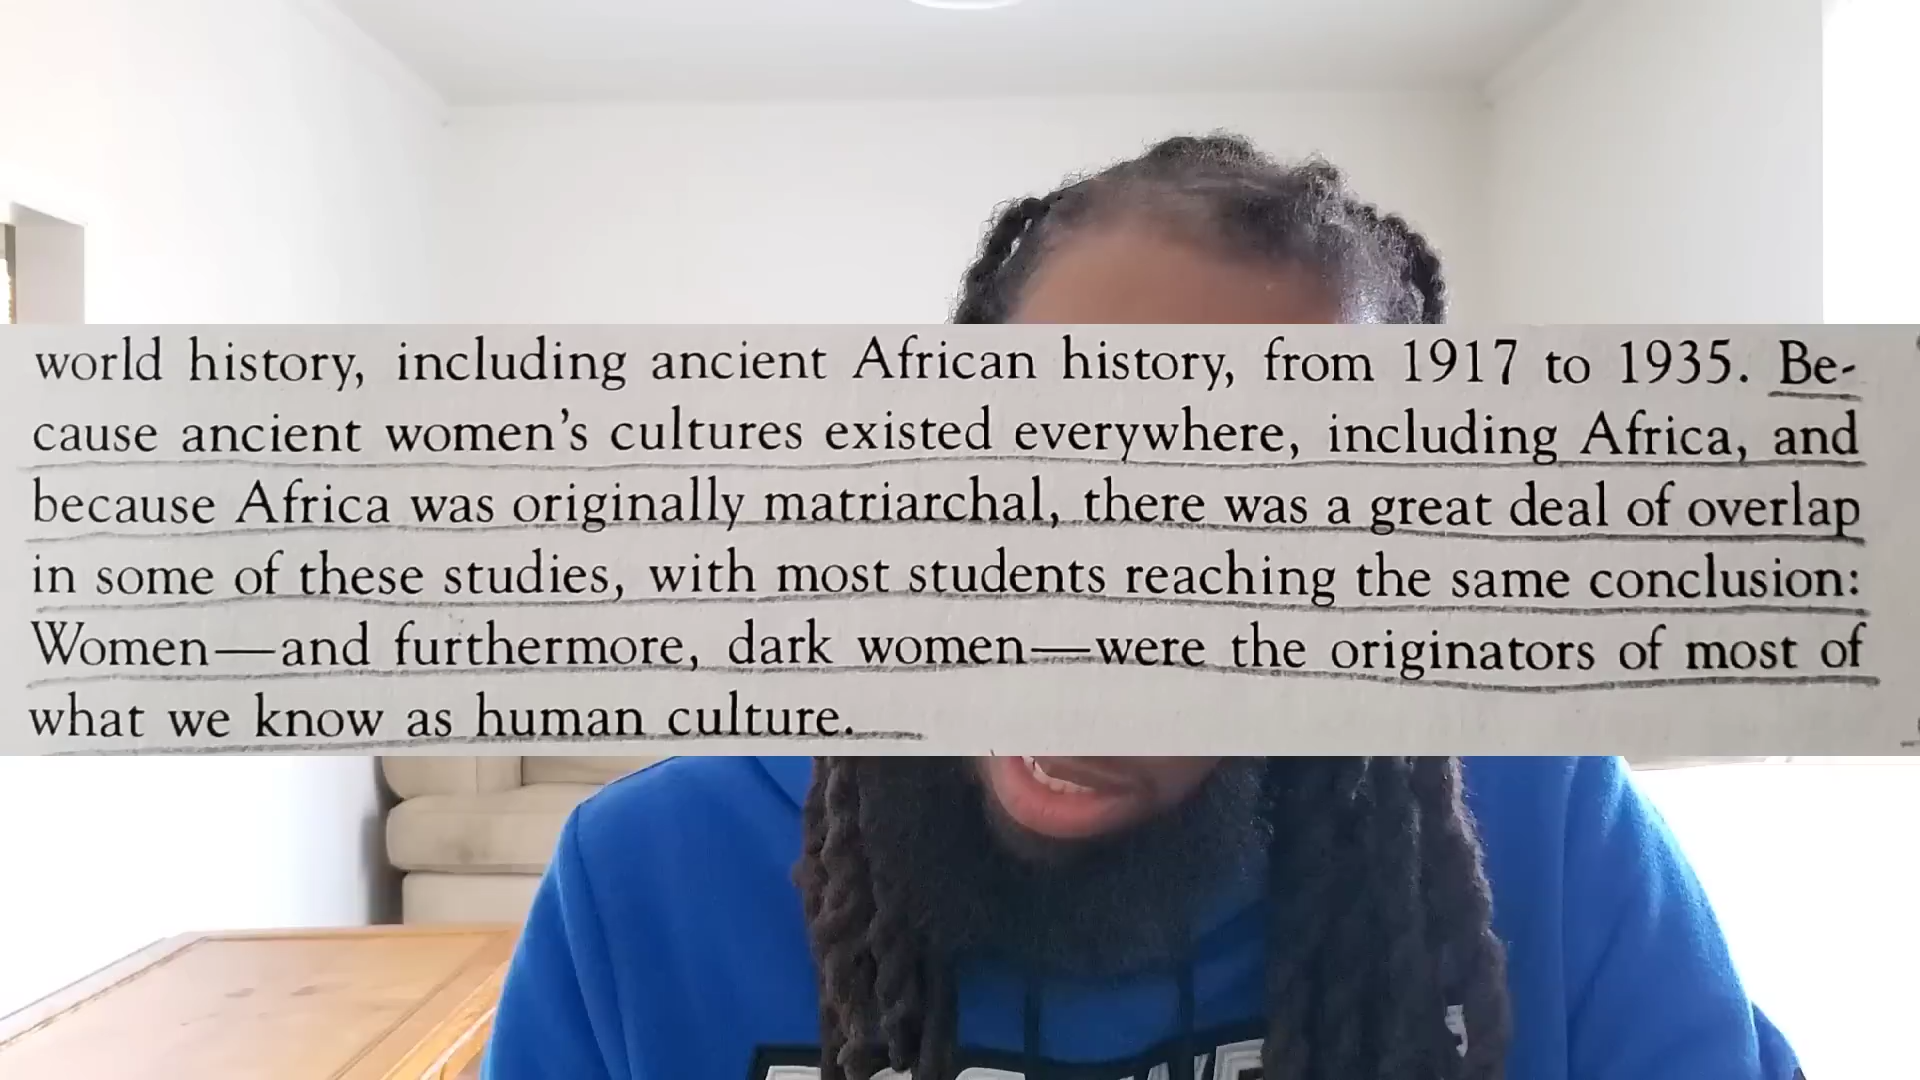 world history, including ancient African history, from 1917 to 1935. Be-
cause ancient women's cultures existed everywhere, including Africa, and
because Africa was originally matriarchal, there was a great deal of overlap
in some of these studies, with most students reaching the same conclusion:
Women—and furthermore, dark women—were the originators of most of
what we know as human culture.